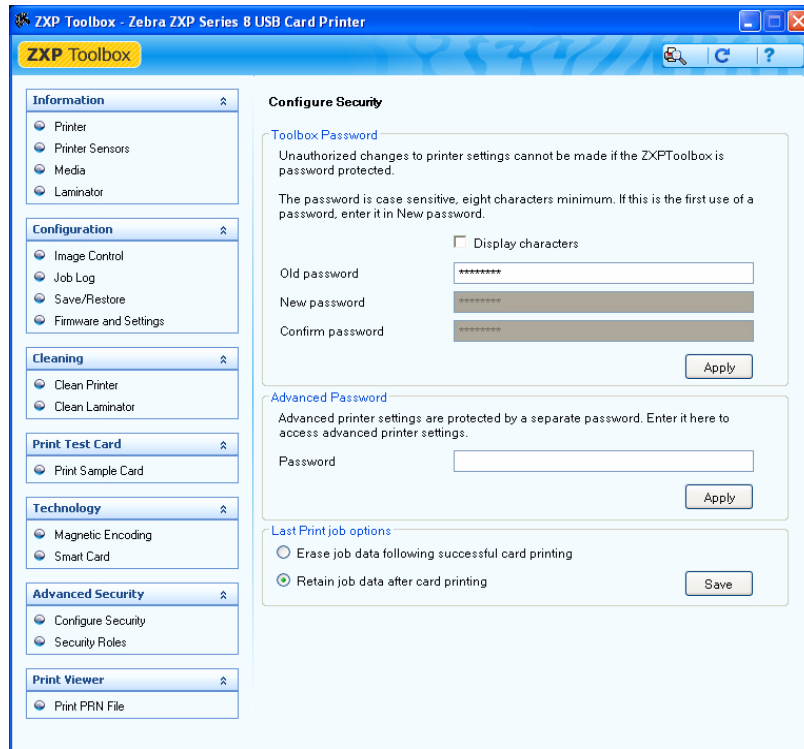 ZXP Toolbox - Zebra ZXP Series 8 USB Card Printer
ZXP Toolbox
?
Information
Printer
Printer Sensors
Media
Laminator
Configuration
Image Control
Job Log
Save/Restore
Firmware and Settings
Cleaning
Clean Printer
Clean Laminator
Print Test Card
Print Sample Card
Technology
Magnetic Encoding
Smart Card
Advanced Security
Configure Security
Security Roles
Print Viewer
Print PRN File
Configure Security
Toolbox Password
Unauthorized changes to printer settings cannot be made if the ZXPToolbox is
password protected.
The password is case sensitive, eight characters minimum. If this is the first use of a
password, enter it in New password.
Display characters
Old password ********
New password ********
Confirm password ********
Apply
Advanced Password
Advanced printer settings are protected by a separate password. Enter it here to
access advanced printer settings.
Password
Apply
Last Print job options
Erase job data following successful card printing
Retain job data after card printing
Save